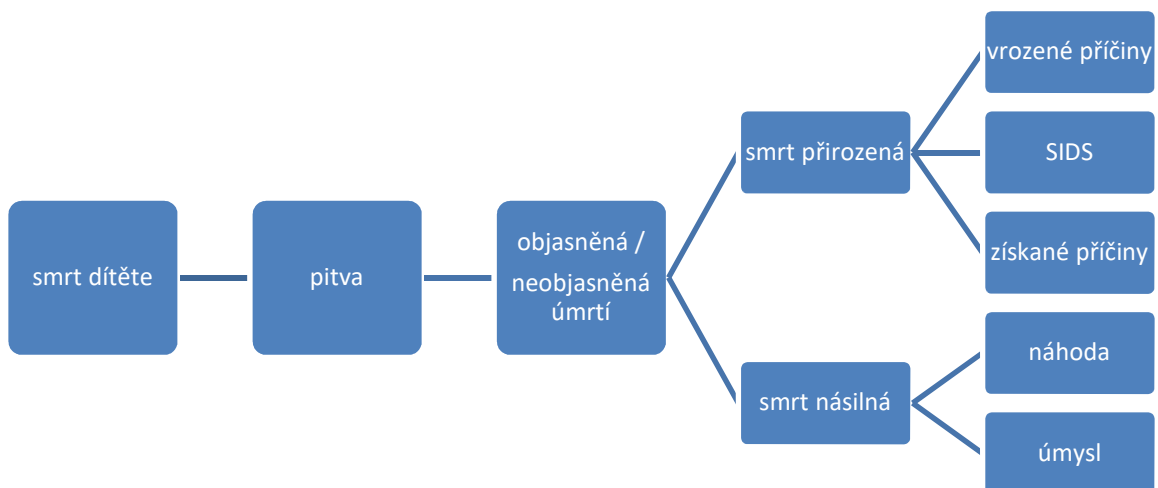 smrt dítěte
pitva
objasněná /
neobjasněná
úmrtí
smrt přirozená
vrozené příčiny
SIDS
získané příčiny
smrt násilná
náhoda
úmysl